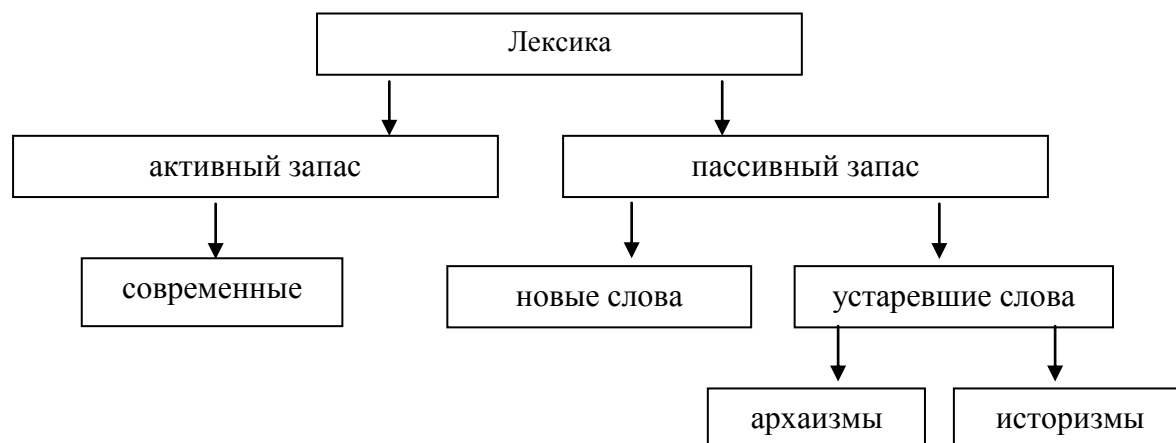 Лексика
активный запас
пассивный запас
современные
новые слова
устаревшие слова
архаизмы
историзмы